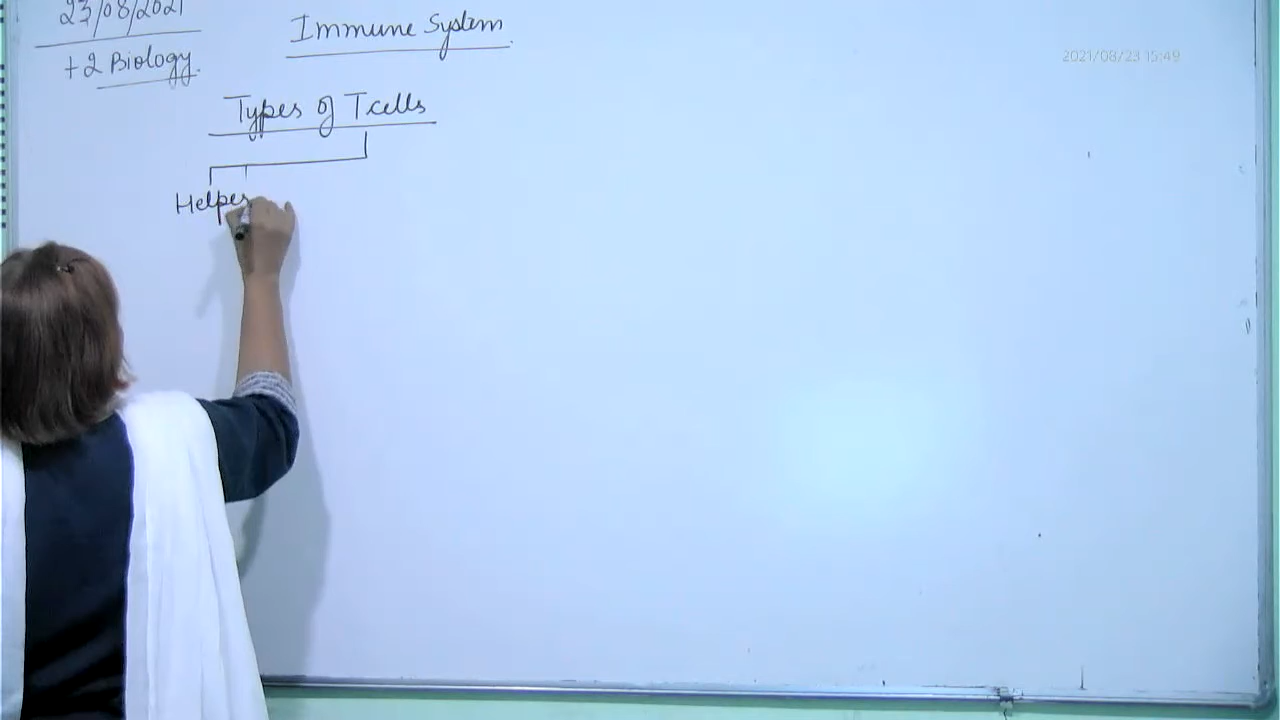 23/08/2021
+2 Biology.
Immune System.
2021/08/23 15:49
Types of T cells
Helper